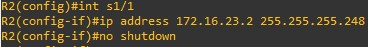 R2(config)#int s1/1
R2(config-if)#ip address 172.16.23.2 255.255.255.248
R2(config-if)#no shutdown